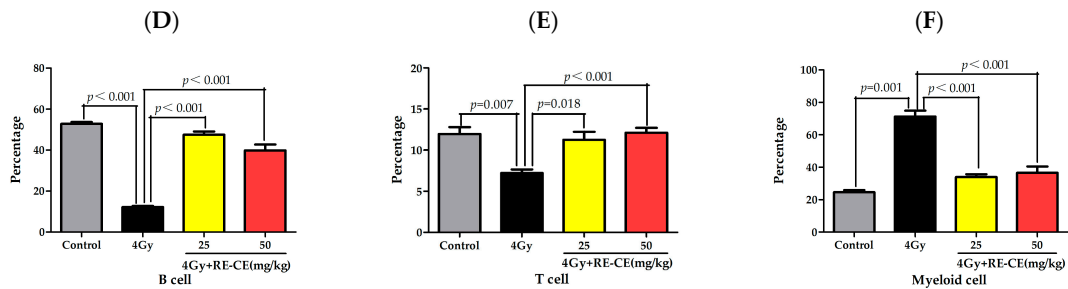 (D)
80
60
40
20
0
Percentage
p < 0.001
p < 0.001
p < 0.001
Control
4Gy
25
50
4Gy+RE-CE(mg/kg)
B cell
(E)
20
15
10
5
0
Percentage
p < 0.001
p=0.007
p=0.018
Control
4Gy
25
50
4Gy+RE-CE(mg/kg)
T cell
(F)
100
80
60
40
20
0
Percentage
p < 0.001
p=0.001
p < 0.001
Control
4Gy
25
50
4Gy+RE-CE(mg/kg)
Myeloid cell